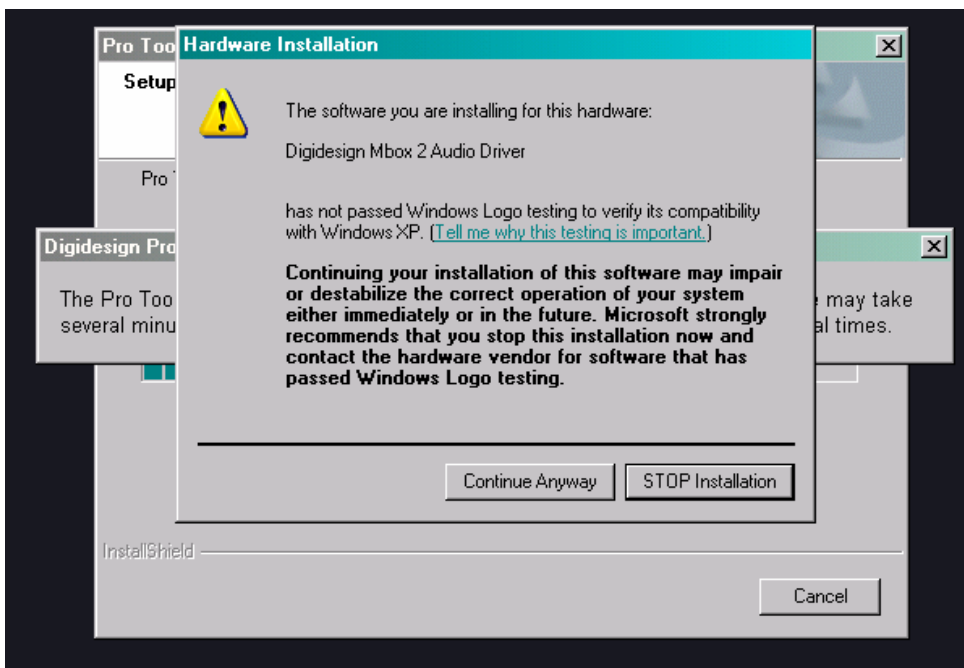 Pro Too
Hardware Installation
Setup
The software you are installing for this hardware:
Digidesign Mbox 2 Audio Driver
Pro
has not passed Windows Logo testing to verify its compatibility
with Windows XP. (Tell me why this testing is important.)
Digidesign Pro
Continuing your installation of this software may impair
or destabilize the correct operation of your system
either immediately or in the future. Microsoft strongly
recommends that you stop this installation now and
contact the hardware vendor for software that has
passed Windows Logo testing.
The Pro Too
may take
several minu
al times.
Continue Anyway
STOP Installation
InstallShield
Cancel